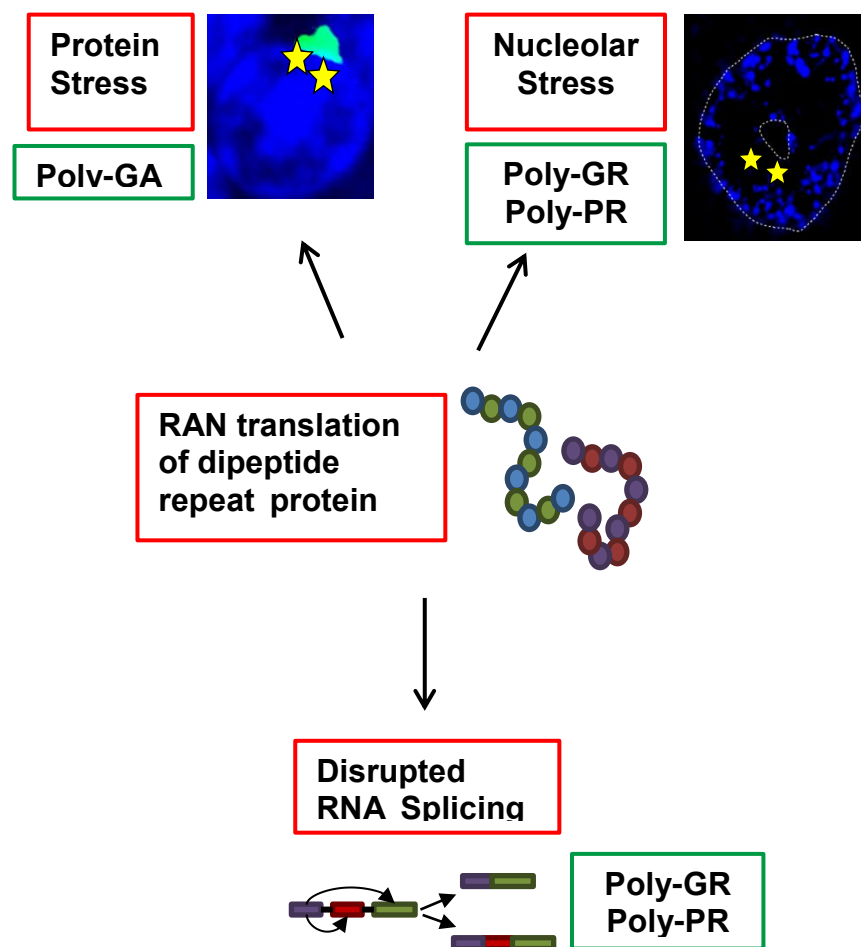 Protein
Stress
Polv-GA
Nucleolar
Stress
Poly-GR
Poly-PR
RAN translation
of dipeptide
repeat protein
Disrupted
RNA Splicing
Poly-GR
Poly-PR